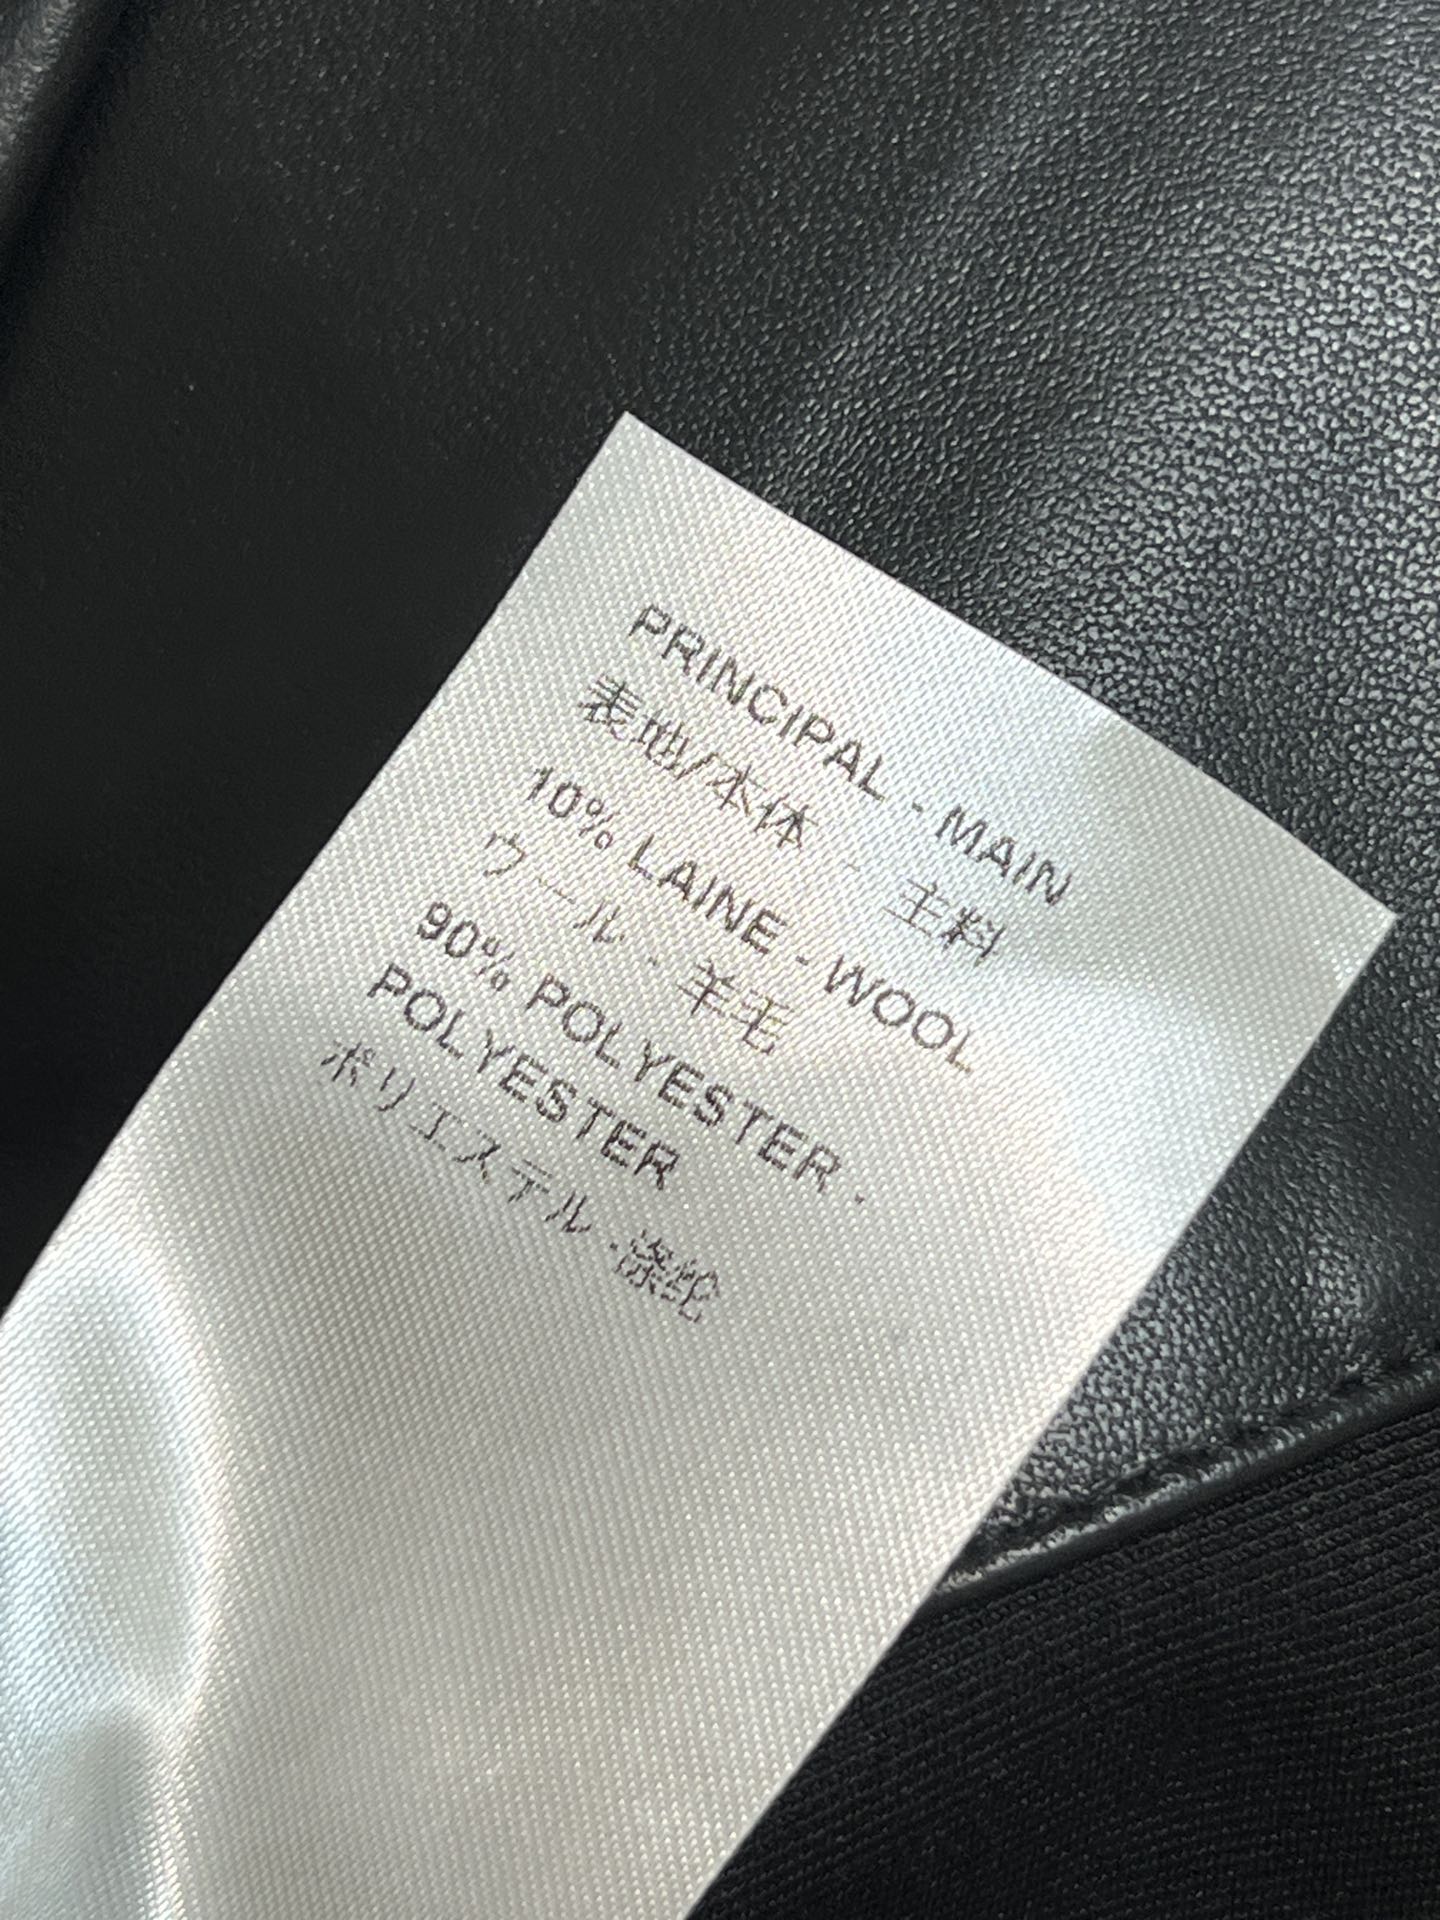 PRINCIPAL - MAIN
表地/本体 - 主料
10% LAINE - WOOL
ウール - 羊毛
90% POLYESTER -
POLYESTER
ポリエステル - 涤纶